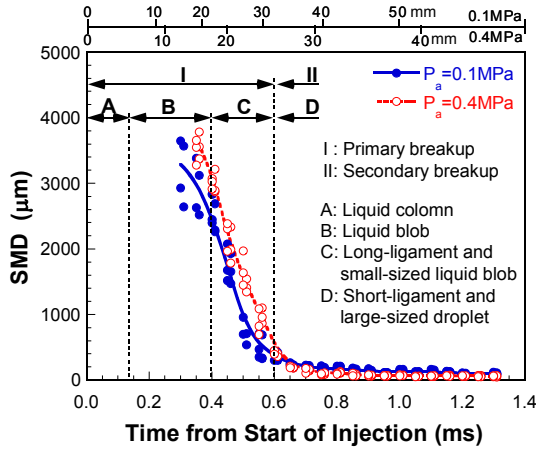 0 10 15 20 30 40 50 mm 0.1MPa
0 10 20 30 40 mm 0.4MPa
5000
4000
3000
2000
1000
0
SMD (μm)
I
II
A
B
C
D
P_a=0.1MPa
P_a=0.4MPa
I : Primary breakup
II: Secondary breakup
A: Liquid colomn
B: Liquid blob
C: Long-ligament and
small-sized liquid blob
D: Short-ligament and
large-sized droplet
0.0 0.2 0.4 0.6 0.8 1.0 1.2 1.4
Time from Start of Injection (ms)